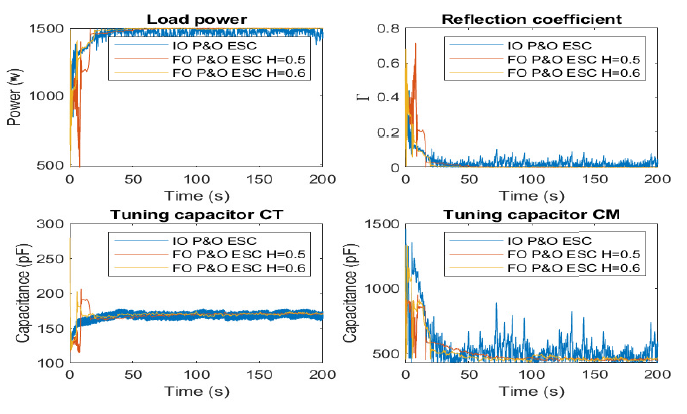 Load power
1500
1000
500
Power (w)
IO P&O ESC
FO P&O ESC H=0.5
FO P&O ESC H=0.6
0 50 100 150 200
Time (s)
Reflection coefficient
0.8
0.6
0.4
0.2
0
Γ
IO P&O ESC
FO P&O ESC H=0.5
FO P&O ESC H=0.6
0 50 100 150 200
Time (s)
Tuning capacitor CT
300
250
200
150
100
Capacitance (pF)
IO P&O ESC
FO P&O ESC H=0.5
FO P&O ESC H=0.6
0 50 100 150 200
Time (s)
Tuning capacitor CM
1500
1000
500
Capacitance (pF)
IO P&O ESC
FO P&O ESC H=0.5
FO P&O ESC H=0.6
0 50 100 150 200
Time (s)